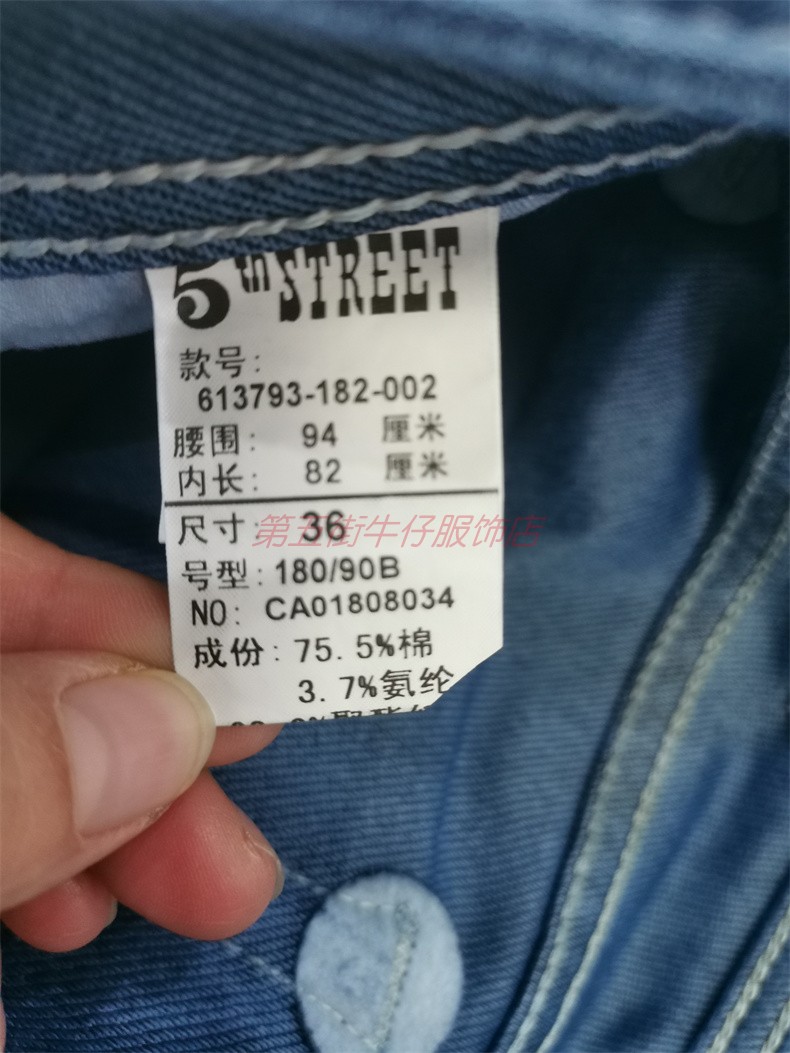 5th STREET
款号:
613793-182-002
腰围: 94 厘米
内长: 82 厘米
尺寸: 36
第五街牛仔服饰店
号型: 180/90B
NO: CA01808034
成份: 75.5%棉
3.7%氨纶